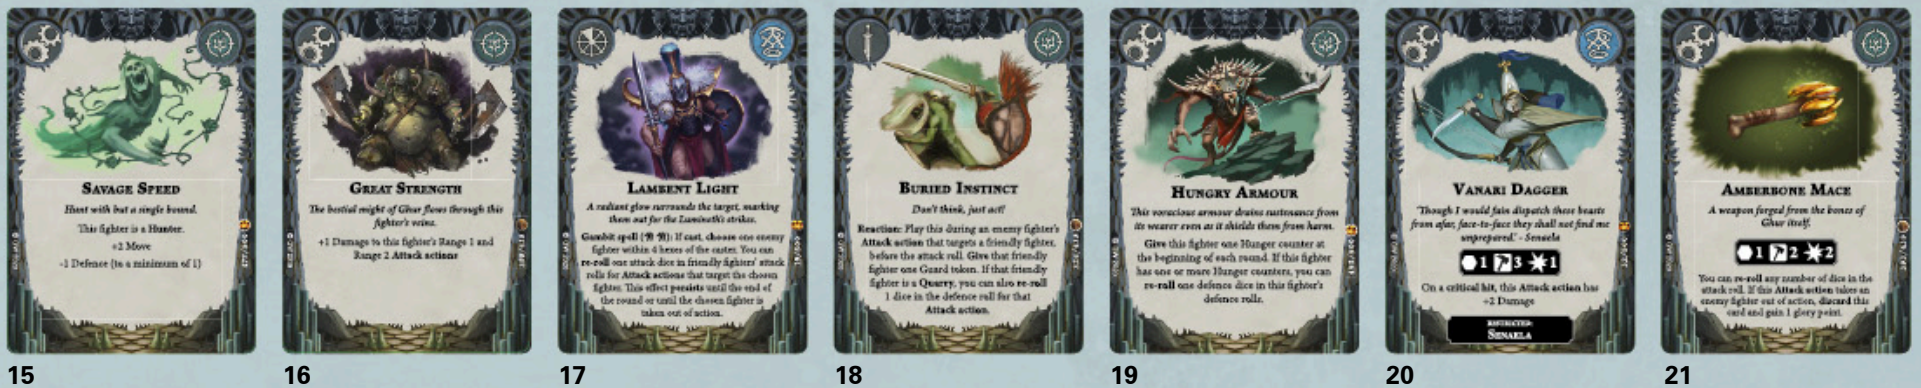 SAVAGE SPEED
Hunt with but a single bound.
This fighter is a Hunter.
+2 Move
-1 Defence (to a minimum of 1)
15
GREAT STRENGTH
The bestial might of Ghur flows through this
fighter's veins.
+1 Damage to this fighter's Range 1 and
Range 2 Attack actions
16
LAMBENT LIGHT
A radiant glow surrounds the target, marking
them out for the Lumineth's strikes.
Gambit spell ( ): If cast, choose one enemy
fighter within 4 hexes of the caster. You can
re-roll one attack dice in friendly fighters' attack
rolls for Attack actions that target the chosen
fighter. This effect persists until the end of
the round or until the chosen fighter is
taken out of action.
17
BURIED INSTINCT
Don't think, just act!
Reaction: Play this during an enemy fighter's
Attack action that targets a friendly fighter,
before the attack roll. Give that friendly
fighter one Guard token. If that friendly
fighter is a Quarry, you can also re-roll
1 dice in the defence roll for that
Attack action.
18
HUNGRY ARMOUR
This voracious armour drains sustenance from
its wearer even as it shields them from harm.
Give this fighter one Hunger counter at
the beginning of each round. If this fighter
has one or more Hunger counters, you can
re-roll one defence dice in this fighter's
defence rolls.
19
VANARI DAGGER
'Though I would fain dispatch these beasts
from afar, face-to-face they shall not find me
unprepared.' - Senaela
1 3 1
On a critical hit, this Attack action has
+2 Damage
RESTRICTED:
SENAELA
20
AMBERBONE MACE
A weapon forged from the bones of
Ghur itself.
1 2 2
You can re-roll any number of dice in the
attack roll. If this Attack action takes an
enemy fighter out of action, discard this
card and gain 1 glory point.
21